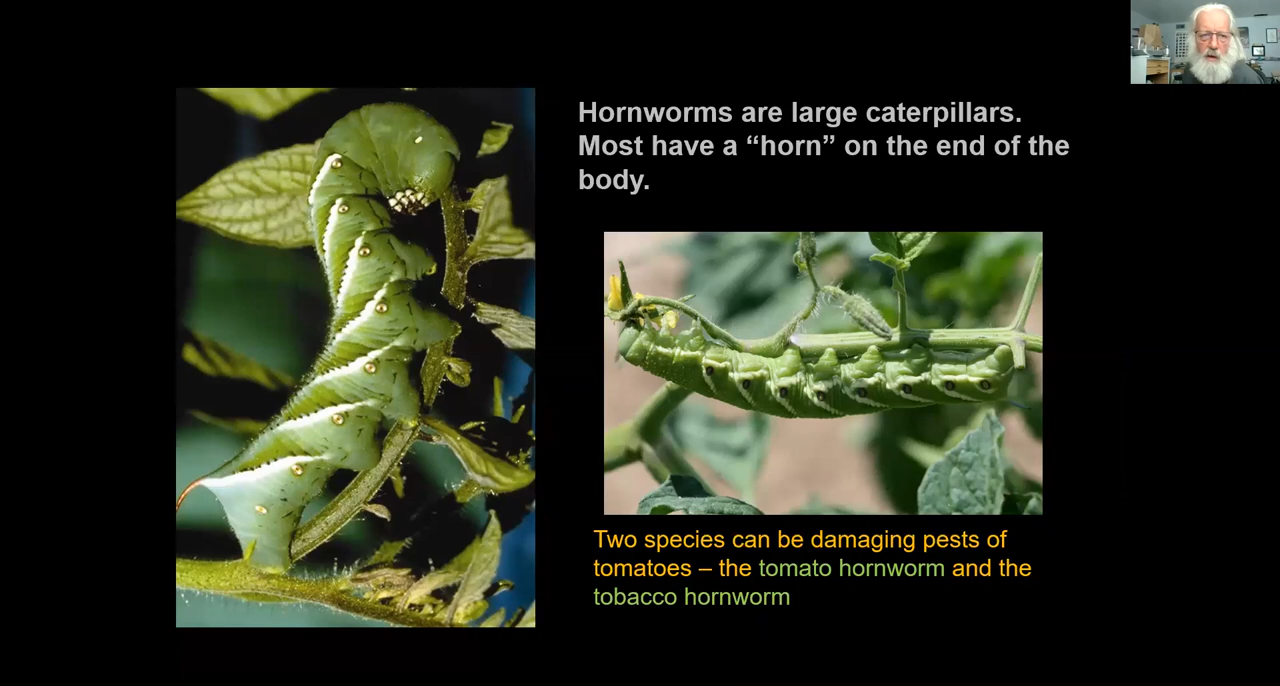 Hornworms are large caterpillars.
Most have a “horn” on the end of the
body.
Two species can be damaging pests of
tomatoes – the tomato hornworm and the
tobacco hornworm